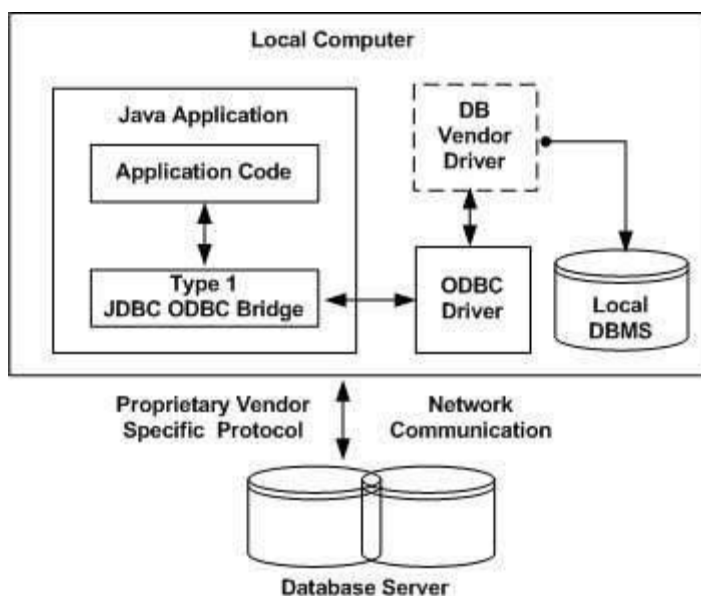 Local Computer
Java Application
Application Code
Type 1
JDBC ODBC Bridge
DB
Vendor
Driver
ODBC
Driver
Local
DBMS
Proprietary Vendor
Specific Protocol
Network
Communication
Database Server